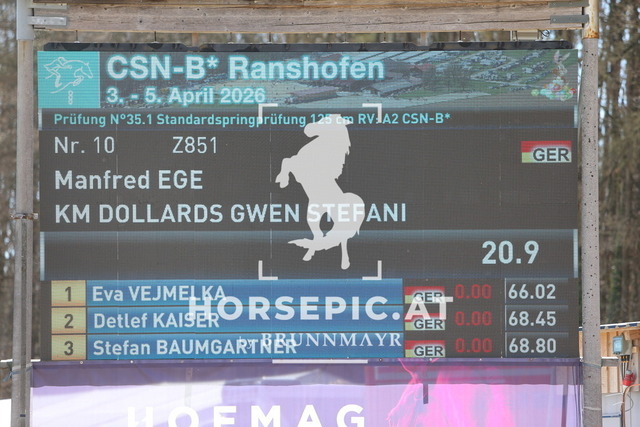 CSN-B* Ranshofen
3. - 5. April 2026
Prüfung N°35.1 Standardspringprüfung 125 cm RV: A2 CSN-B*
Nr. 10 Z851
GER
Manfred EGE
KM DOLLARDS GWEN STEFANI
20.9
1 Eva VEJMELKA GER 0.00 66.02
2 Detlef KAISER GER 0.00 68.45
3 Stefan BAUMGARTNER GER 0.00 68.80
HORSEPIC.AT
by BRUNNMAYR
HOEMAG